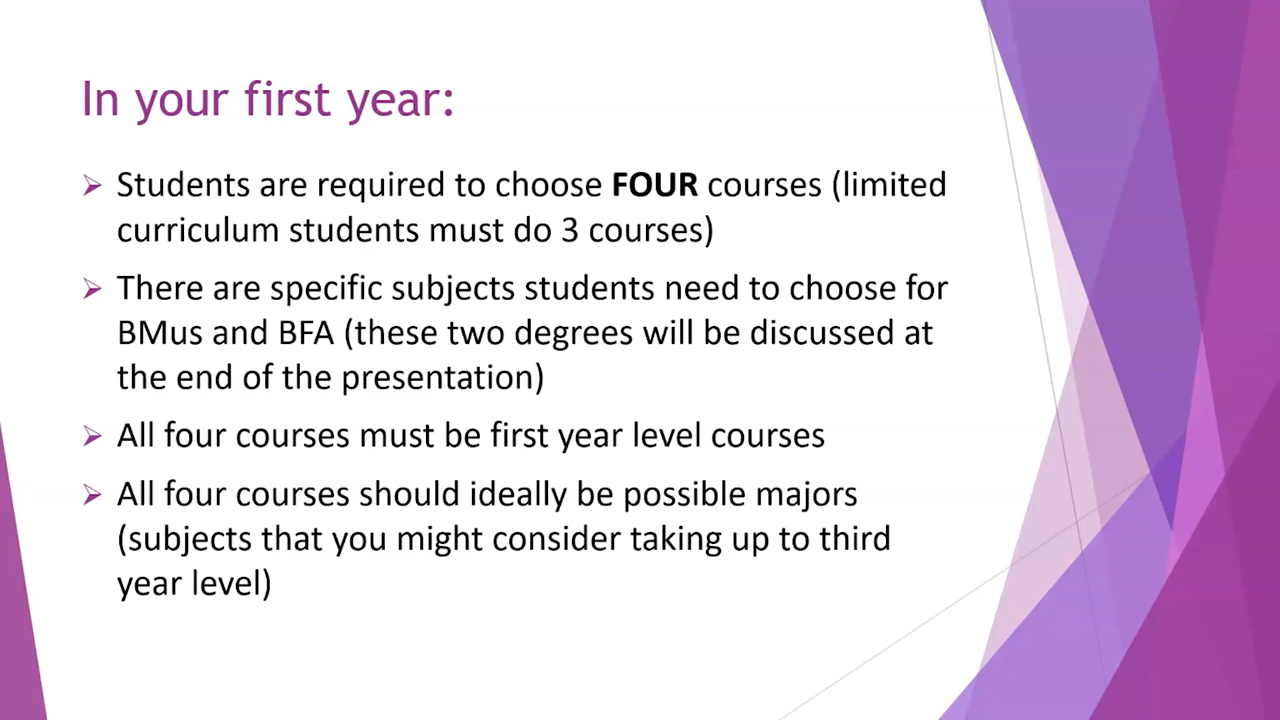 In your first year:
Students are required to choose FOUR courses (limited
curriculum students must do 3 courses)
There are specific subjects students need to choose for
BMus and BFA (these two degrees will be discussed at
the end of the presentation)
All four courses must be first year level courses
All four courses should ideally be possible majors
(subjects that you might consider taking up to third
year level)